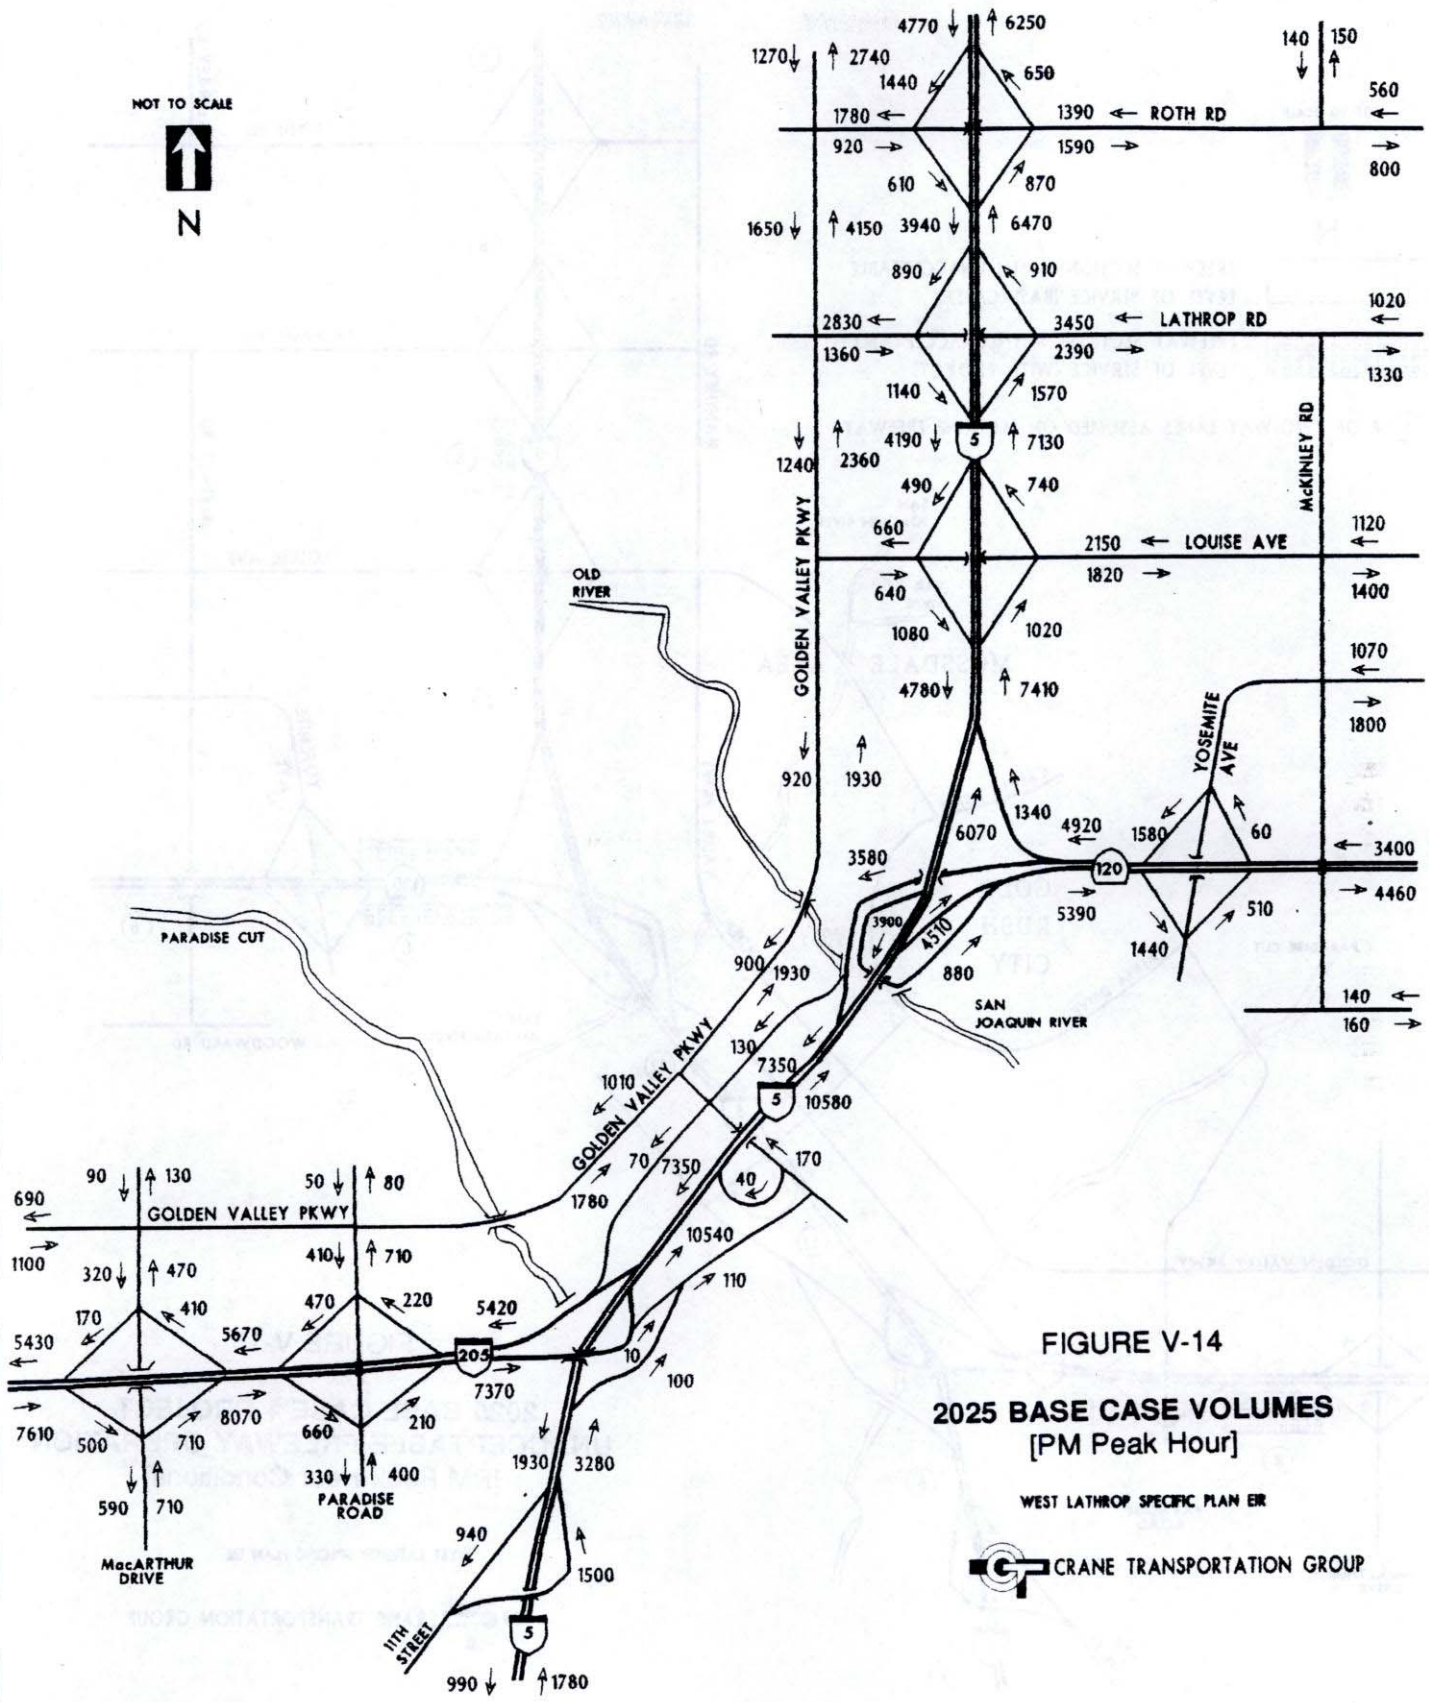 4770 6250
140 150
1270 2740
1440 650
560
NOT TO SCALE
1780 1390 ROTH RD
920 1590
800
610 870
N
1650 4150 3940 6470
890 910
1020
2830 3450 LATHROP RD
1360 2390
1330
1140 1570
4190 5 7130
1240 2360
McKINLEY RD
490 740
GOLDEN VALLEY PKWY
660 2150 LOUISE AVE
1120
640 1820
1400
OLD
RIVER
1080 1020
1070
4780 7410
1800
YOSEMITE
AVE
920 1930
1340
6070
4920 1580 60
3580
3400
120
5390
4460
510
3900
4510
1440
880
PARADISE CUT
900 1930
SAN
JOAQUIN RIVER
140
160
130
7350
GOLDEN VALLEY PKWY
1010
5
10580
70 7350
170
40
1780
90 130
50 80
690
GOLDEN VALLEY PKWY
1100
10540
410 710
320 470
110
170 410
470 220
5420
5430
5670
205
10
100
7370
7610
500 8070 710
660 210
1930 3280
330 400
590 710
PARADISE
ROAD
940
MacARTHUR
DRIVE
1500
11TH
STREET
5
990 1780
FIGURE V-14
2025 BASE CASE VOLUMES
[PM Peak Hour]
WEST LATHROP SPECIFIC PLAN EIR
CRANE TRANSPORTATION GROUP